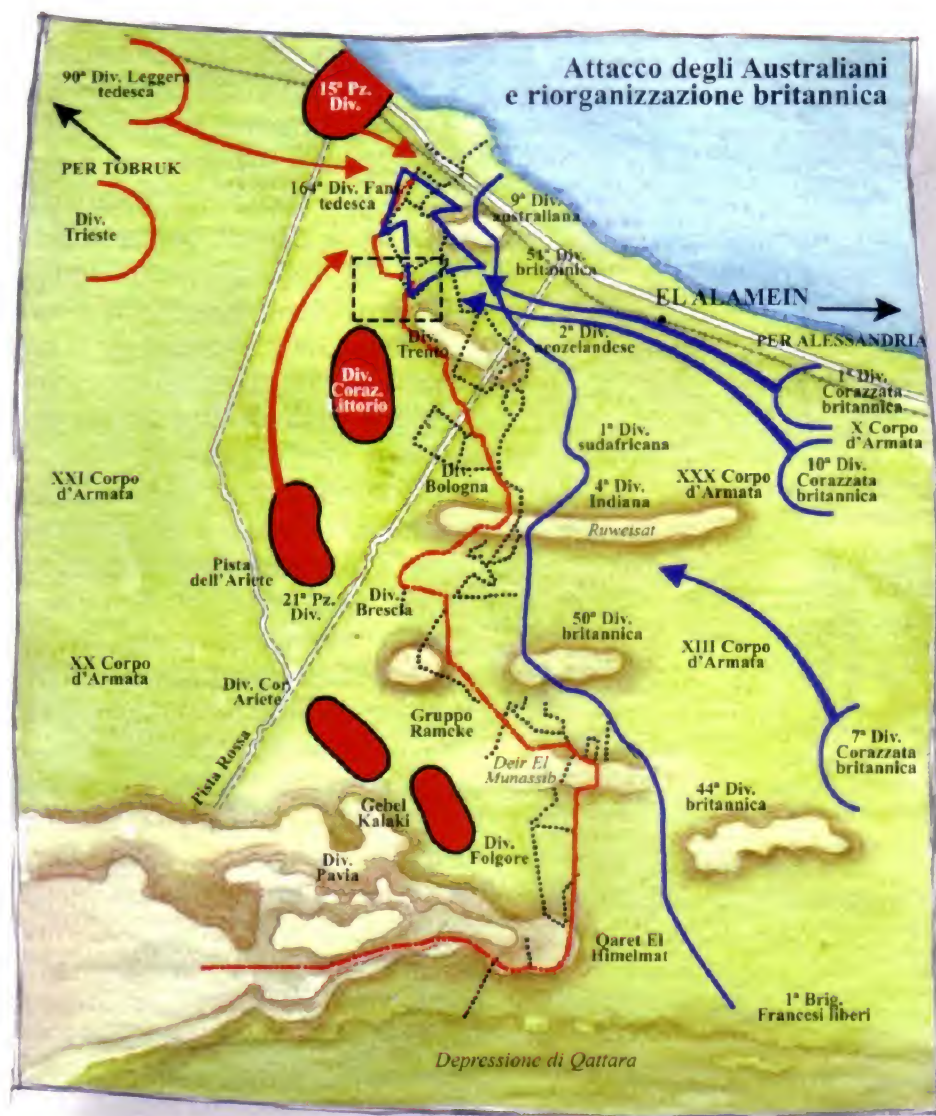 Attacco degli Australiani
e riorganizzazione britannica
90ª Div. Leggera
tedesca
15ª Pz.
Div.
PER TOBRUK
164ª Div. Fant
tedesca
9ª Div.
australiana
Div.
Trieste
51ª Div.
britannica
EL ALAMEIN
PER ALESSANDRIA
2ª Div.
neozelandese
Div.
Trento
Div.
Coraz.
Littorio
1ª Div.
Corazzata
britannica
X Corpo
d'Armata
10ª Div.
Corazzata
britannica
1ª Div.
sudafricana
XXI Corpo
d'Armata
Div.
Bologna
4ª Div.
Indiana
XXX Corpo
d'Armata
Ruweisat
Pista
dell'Ariete
21ª Pz.
Div.
Div.
Brescia
50ª Div.
britannica
XIII Corpo
d'Armata
XX Corpo
d'Armata
Div. Cor.
Ariete
Gruppo
Ramcke
Pista Rossa
Deir El
Munassib
7ª Div.
Corazzata
britannica
44ª Div.
britannica
Gebel
Kalaki
Div.
Folgore
Div.
Pavia
Qaret El
Himelmat
1ª Brig.
Francesi liberi
Depressione di Qattara